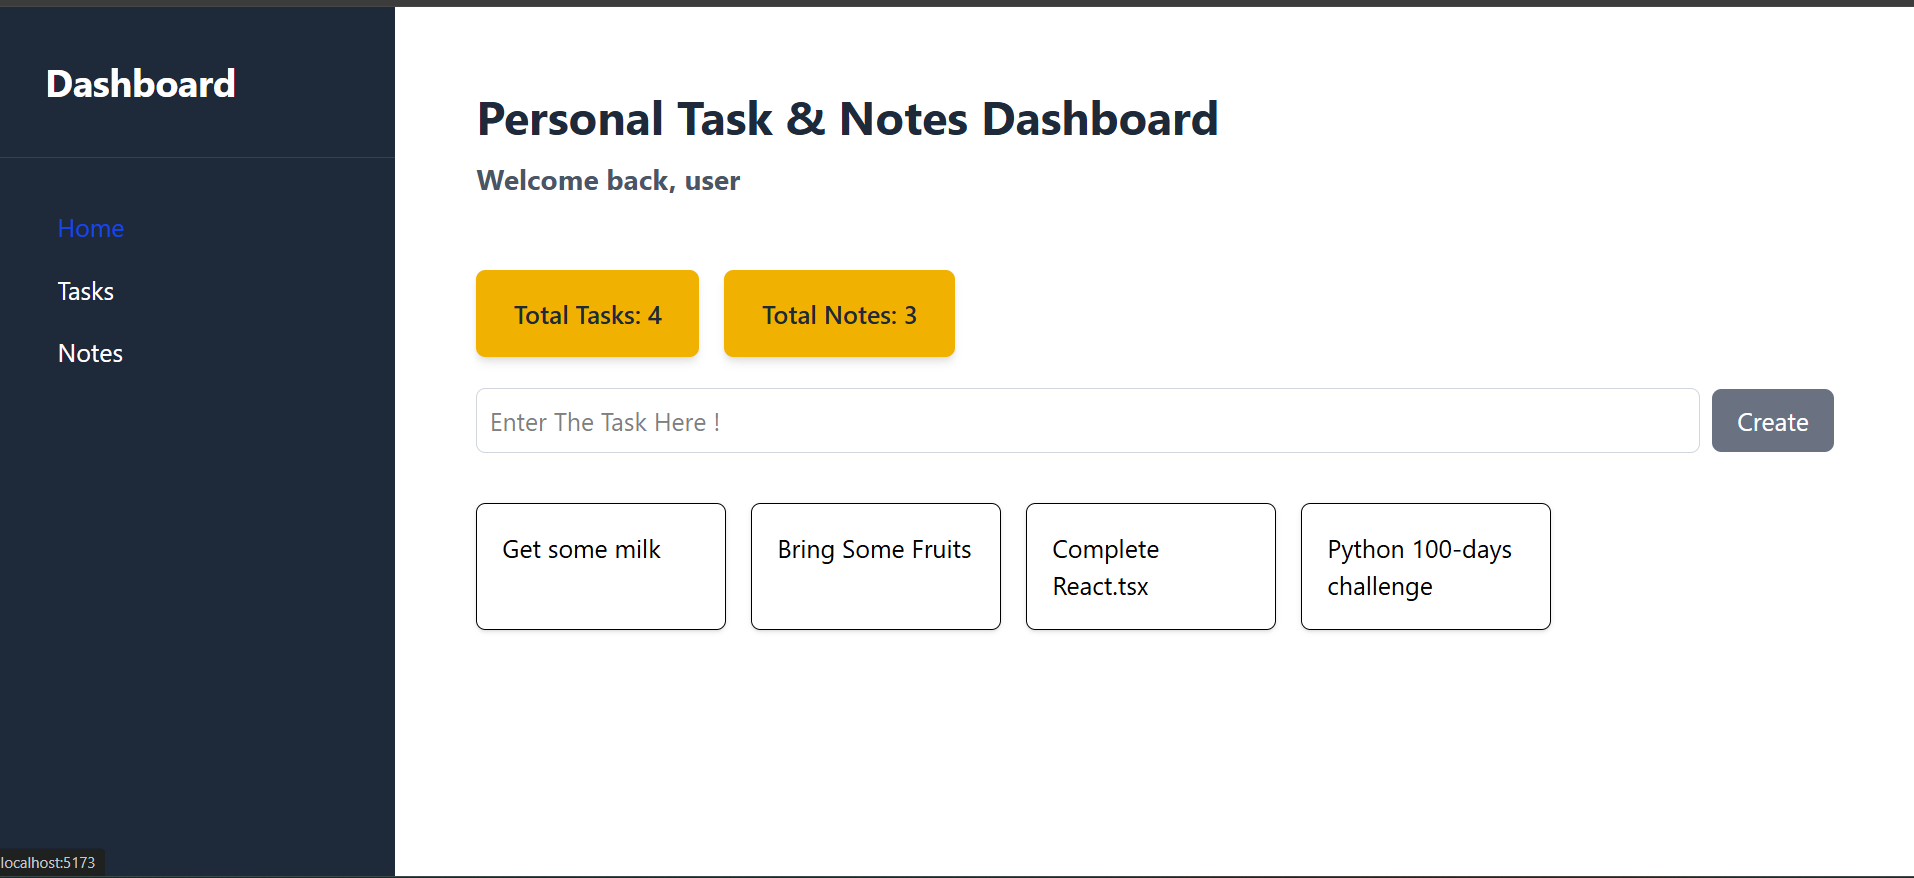 Dashboard
Home
Tasks
Notes
Personal Task & Notes Dashboard
Welcome back, user
Total Tasks: 4
Total Notes: 3
Enter The Task Here !
Create
Get some milk
Bring Some Fruits
Complete
React.tsx
Python 100-days
challenge
localhost:5173